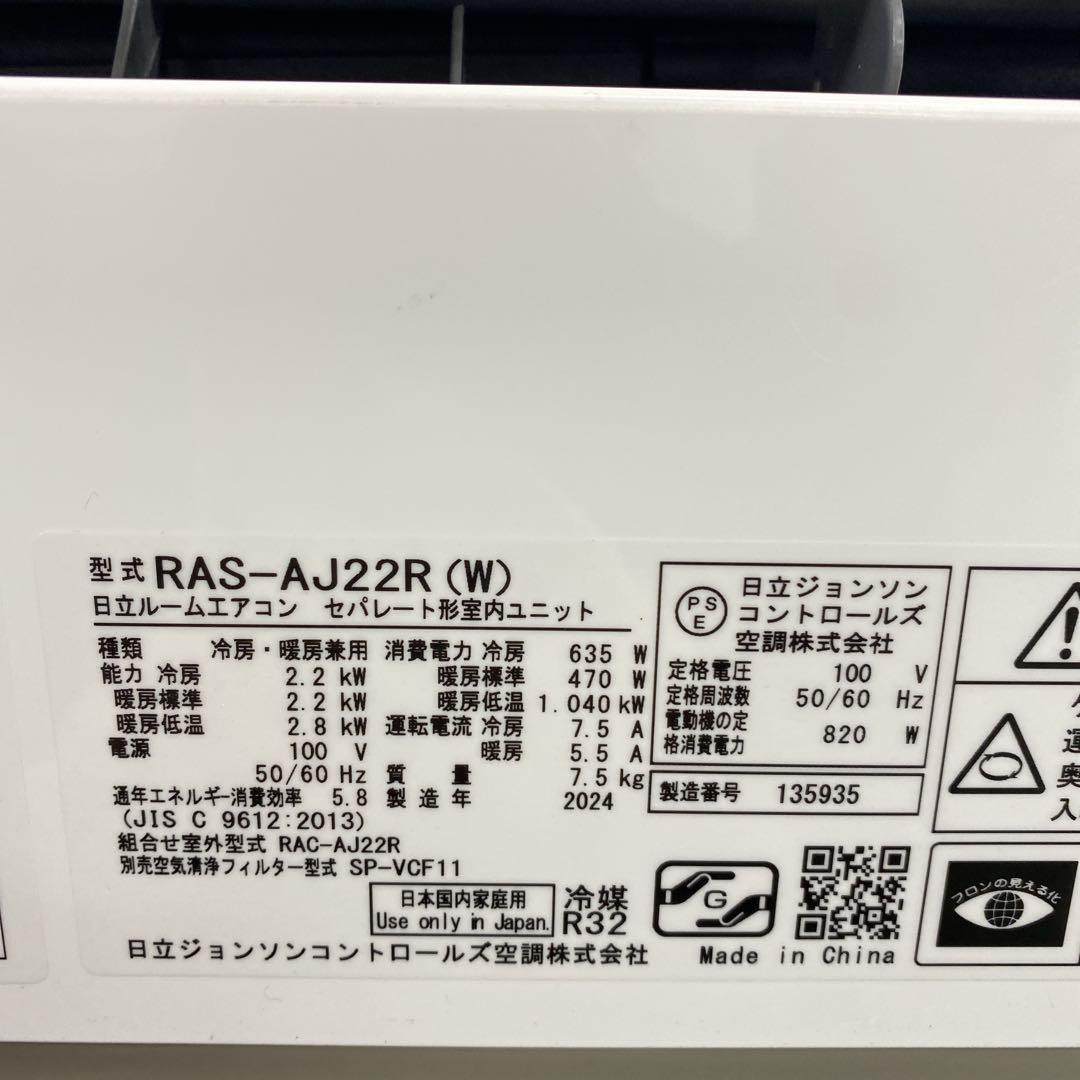 型式 RAS-AJ22R(W)
日立ルームエアコン セパレート形室内ユニット
種類 冷房・暖房兼用
能力 冷房 2.2 kW
暖房標準 2.2 kW
暖房低温 2.8 kW
電源 100 V
50/60 Hz
通年エネルギー消費効率 5.8
(JIS C 9612:2013)
組合せ室外型式 RAC-AJ22R
別売空気清浄フィルター型式 SP-VCF11
消費電力 冷房 635 W
暖房標準 470 W
暖房低温 1.040 kW
運転電流 冷房 7.5 A
暖房 5.5 A
質量 7.5 kg
製造年 2024
日本国内家庭用
Use only in Japan.
冷媒
R32
日立ジョンソンコントロールズ空調株式会社
PSE
日立ジョンソン
コントロールズ
空調株式会社
定格電圧 100 V
定格周波数 50/60 Hz
電動機の定
格消費電力 820 W
製造番号 135935
G
Made in China
フロンの見える化
運
奥
入